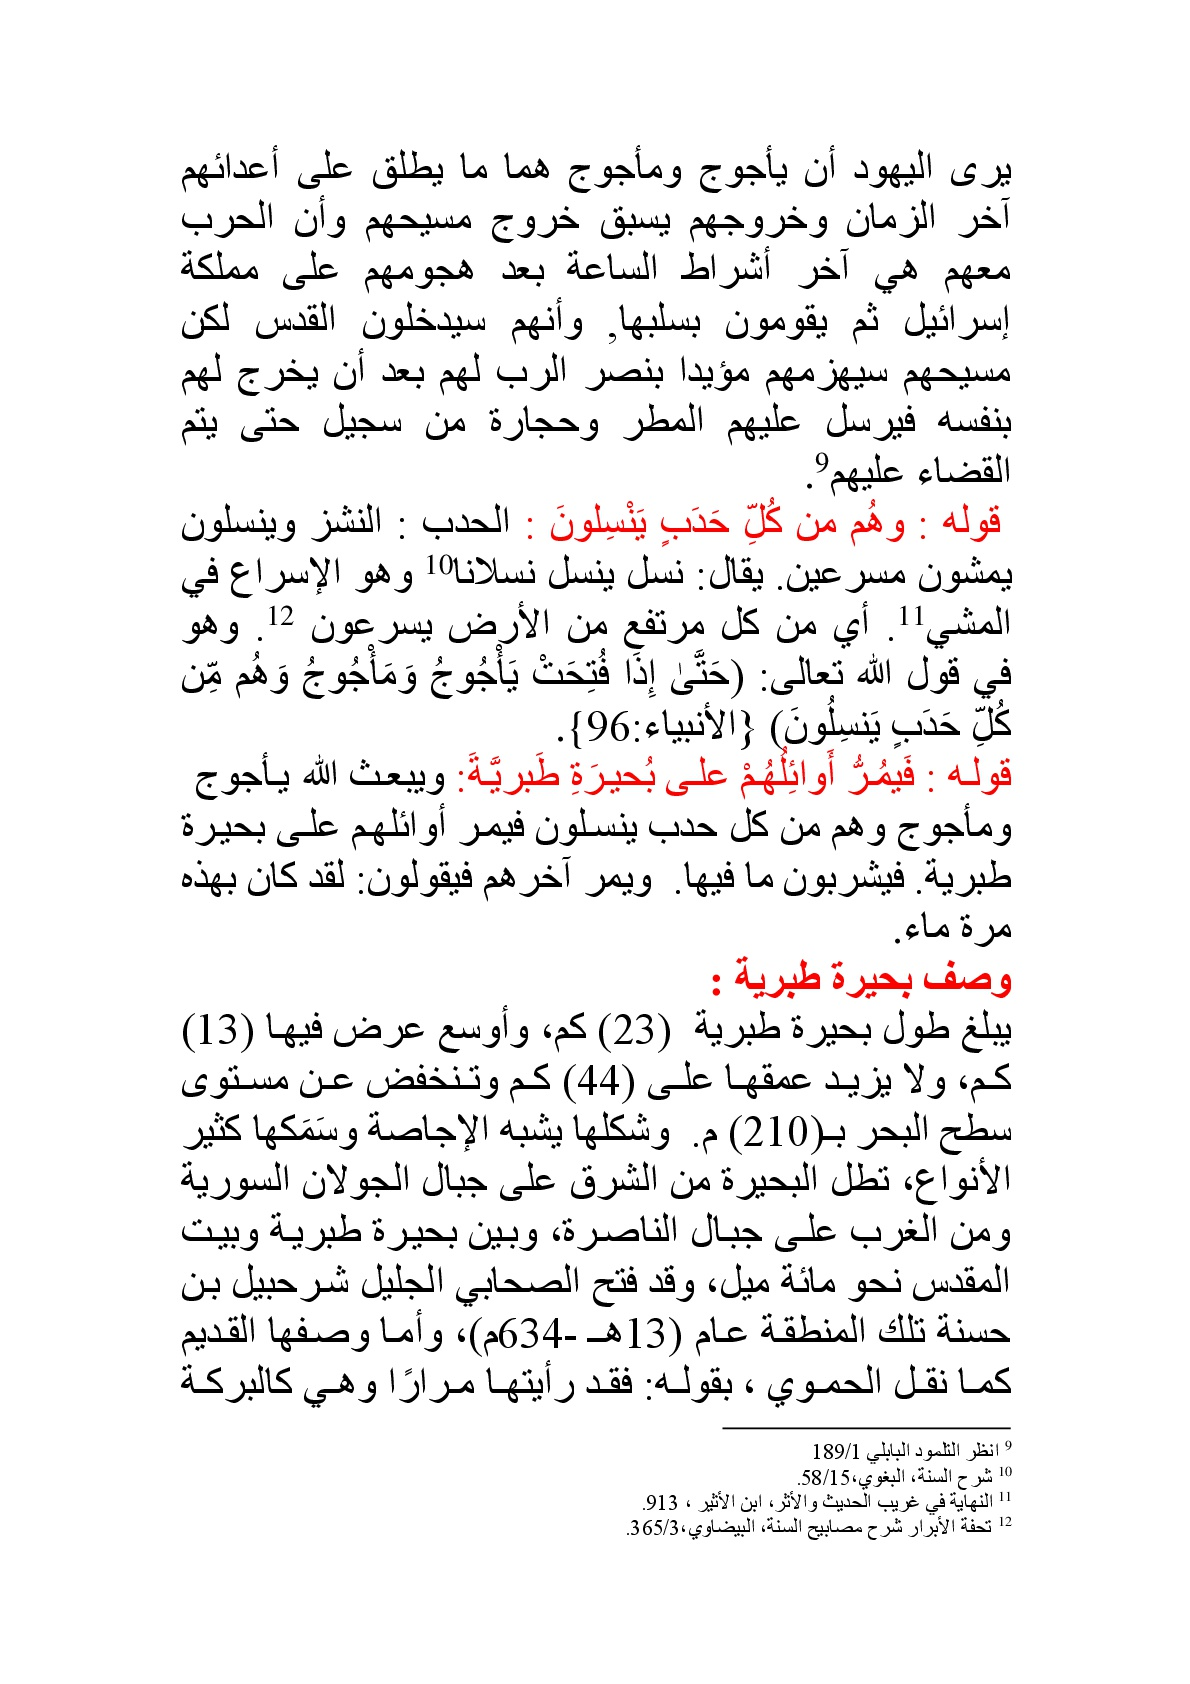 يرى اليهود أن يأجوج ومأجوج هما ما يطلق على أعدائهم
آخر الزمان وخروجهم يسبق خروج مسيحهم وأن الحرب
معهم هي آخر أشراط الساعة بعد هجومهم على مملكة
إسرائيل ثم يقومون بسلبها, وأنهم سيدخلون القدس لكن
مسيحهم سيهزمهم مؤيدا بنصر الرب لهم بعد أن يخرج لهم
بنفسه فيرسل عليهم المطر وحجارة من سجيل حتى يتم
القضاء عليهم9.
قوله : وهُم من كُلِّ حَدَبٍ يَنْسِلونَ : الحدب : النشز وينسلون
يمشون مسرعين. يقال: نسل ينسل نسلانا10 وهو الإسراع في
المشي11. أي من كل مرتفع من الأرض يسرعون 12. وهو
في قول الله تعالى: (حَتَّىٰ إِذَا فُتِحَتْ يَأْجُوجُ وَمَأْجُوجُ وَهُم مِّن
كُلِّ حَدَبٍ يَنسِلُونَ) {الأنبياء:96}.
قوله : فَيمُرُّ أَوائِلُهُمْ على بُحيرَةِ طَبريَّةَ: ويبعث الله يأجوج
ومأجوج وهم من كل حدب ينسلون فيمر أوائلهم على بحيرة
طبرية. فيشربون ما فيها. ويمر آخرهم فيقولون: لقد كان بهذه
مرة ماء.
وصف بحيرة طبرية :
يبلغ طول بحيرة طبرية (23) كم، وأوسع عرض فيها (13)
كم، ولا يزيد عمقها على (44) كم وتنخفض عن مستوى
سطح البحر بـ(210) م. وشكلها يشبه الإجاصة وسَمَكها كثير
الأنواع، تطل البحيرة من الشرق على جبال الجولان السورية
ومن الغرب على جبال الناصرة، وبين بحيرة طبرية وبيت
المقدس نحو مائة ميل، وقد فتح الصحابي الجليل شرحبيل بن
حسنة تلك المنطقة عام (13هـ -634م)، وأما وصفها القديم
كما نقل الحموي ، بقوله: فقد رأيتها مرارًا وهي كالبركة
9 انظر التلمود البابلي 189/1
10 شرح السنة، البغوي،58/15.
11 النهاية في غريب الحديث والأثر، ابن الأثير ، 913.
12 تحفة الأبرار شرح مصابيح السنة، البيضاوي،365/3.